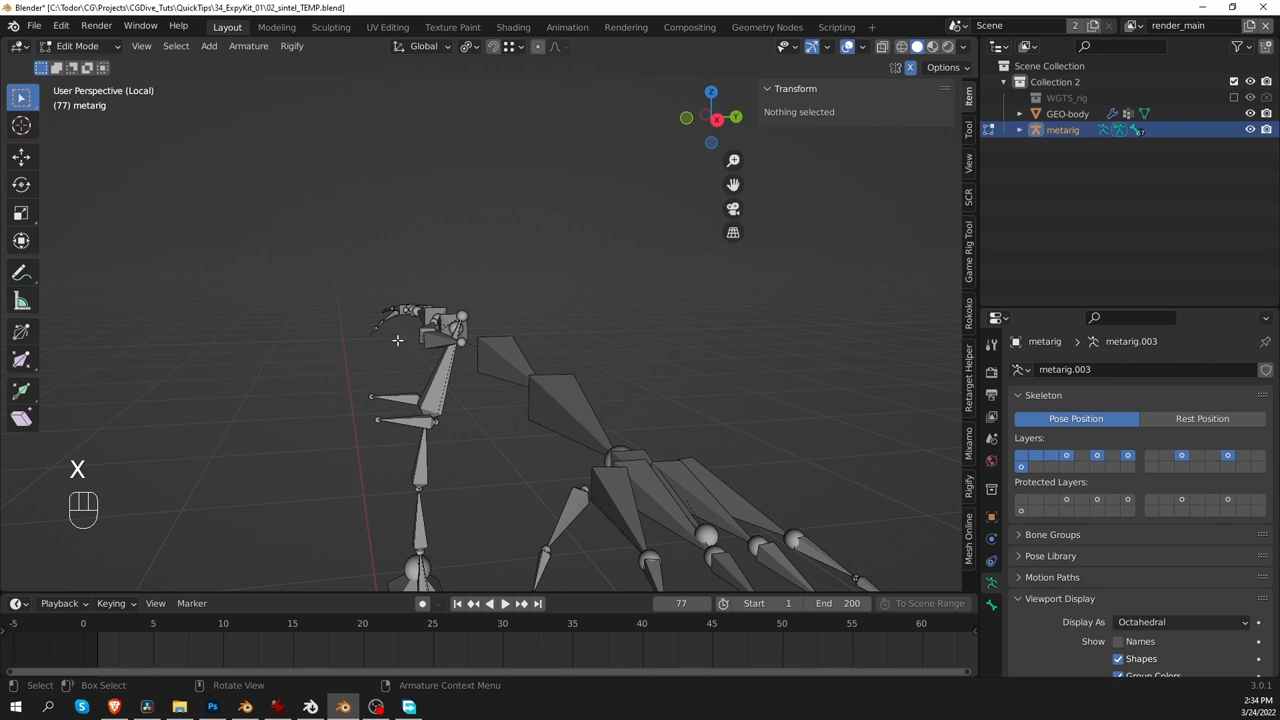 Blender* [C:\Todor\CG\Projects\CGDive_Tuts\QuickTips\34_ExpyKit_01\02_sintel_TEMP.blend]
File Edit Render Window Help Layout Modeling Sculpting UV Editing Texture Paint Shading Animation Rendering Compositing Geometry Nodes Scripting Scene 2 render_main
Edit Mode View Select Add Armature Rigify Global
X Options
User Perspective (Local)
(77) metarig
Transform
Nothing selected
Z
Y
X
Item
Tool
View
SCR
Game Rig Tool
Rokoko
Retarget Helper
Mixamo
Rigify
Mesh Online
Scene Collection
Collection 2
WGTS_rig
GEO-body
metarig
67
metarig > metarig.003
metarig.003
Skeleton
Pose Position Rest Position
Layers:
Protected Layers:
Bone Groups
Pose Library
Motion Paths
Viewport Display
Display As Octahedral
Show Names
Shapes
Group Colors
X
Playback Keying View Marker 77 Start 1 End 200 To Scene Range
-5 0 5 10 15 20 25 30 35 40 45 50 55 60
Select Box Select Rotate View Armature Context Menu 3.0.1
2:34 PM
3/24/2022